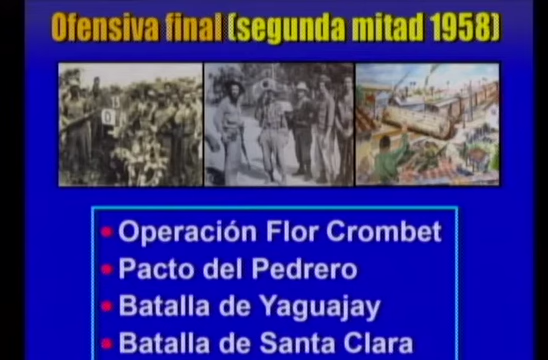 Ofensiva final (segunda mitad 1958)
• Operación Flor Crombet
• Pacto del Pedrero
• Batalla de Yaguajay
• Batalla de Santa Clara